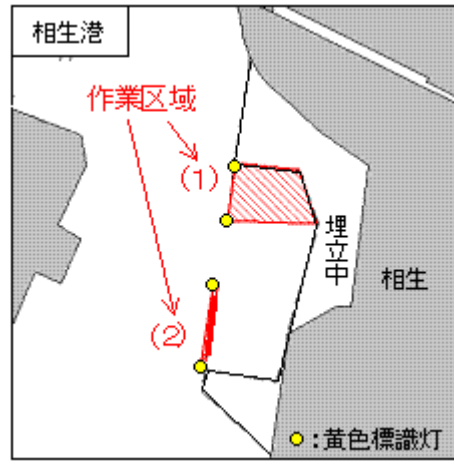 相生港
作業区域
(1)
埋立中
相生
(2)
：黄色標識灯